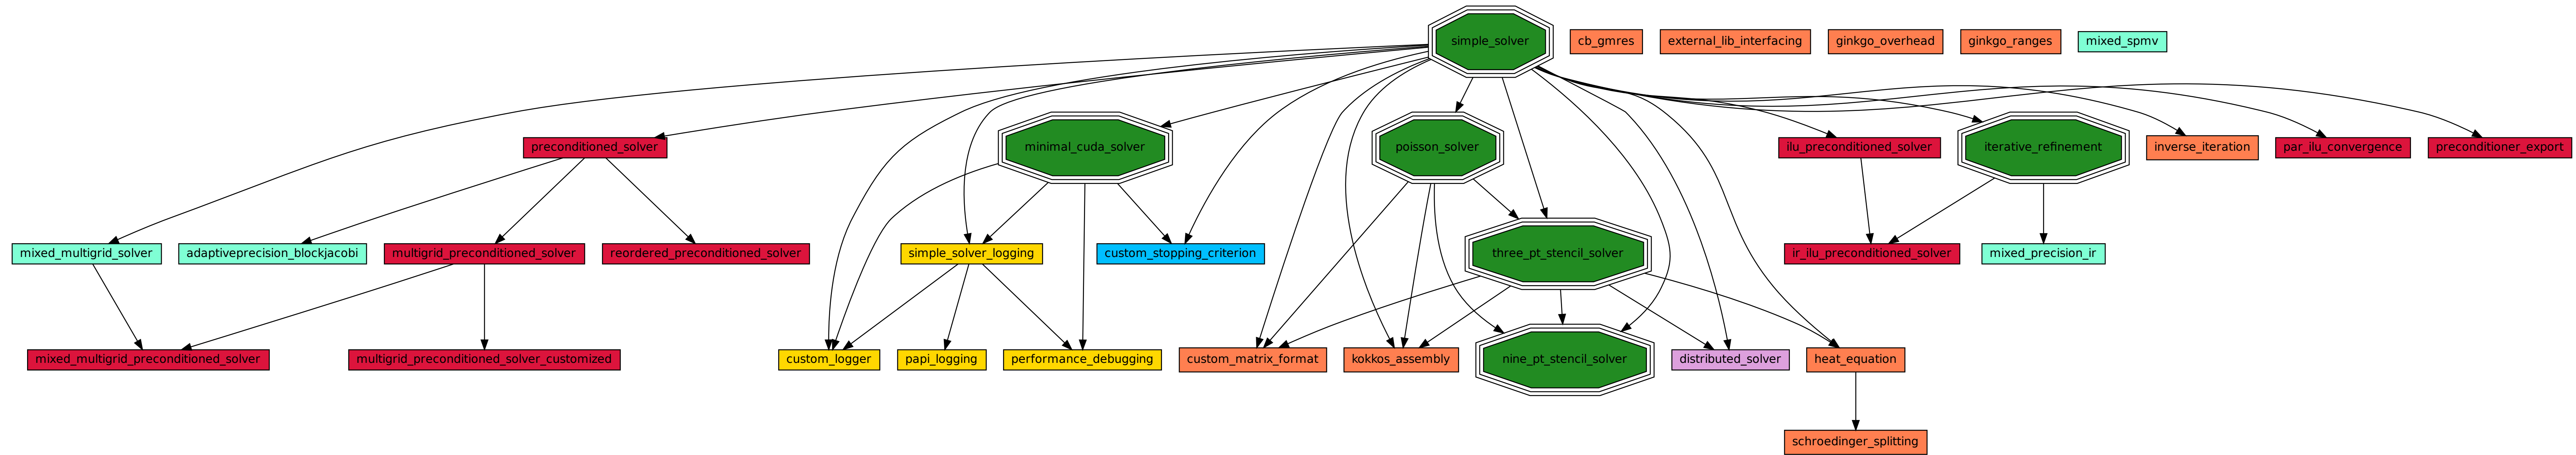 simple_solver
cb_gmres
external_lib_interfacing
ginkgo_overhead
ginkgo_ranges
mixed_spmv
preconditioned_solver
minimal_cuda_solver
poisson_solver
ilu_preconditioned_solver
iterative_refinement
inverse_iteration
par_ilu_convergence
preconditioner_export
mixed_multigrid_solver
adaptiveprecision_blockjacobi
multigrid_preconditioned_solver
reordered_preconditioned_solver
simple_solver_logging
custom_stopping_criterion
three_pt_stencil_solver
ir_ilu_preconditioned_solver
mixed_precision_ir
mixed_multigrid_preconditioned_solver
multigrid_preconditioned_solver_customized
custom_logger
papi_logging
performance_debugging
custom_matrix_format
kokkos_assembly
nine_pt_stencil_solver
distributed_solver
heat_equation
schroedinger_splitting